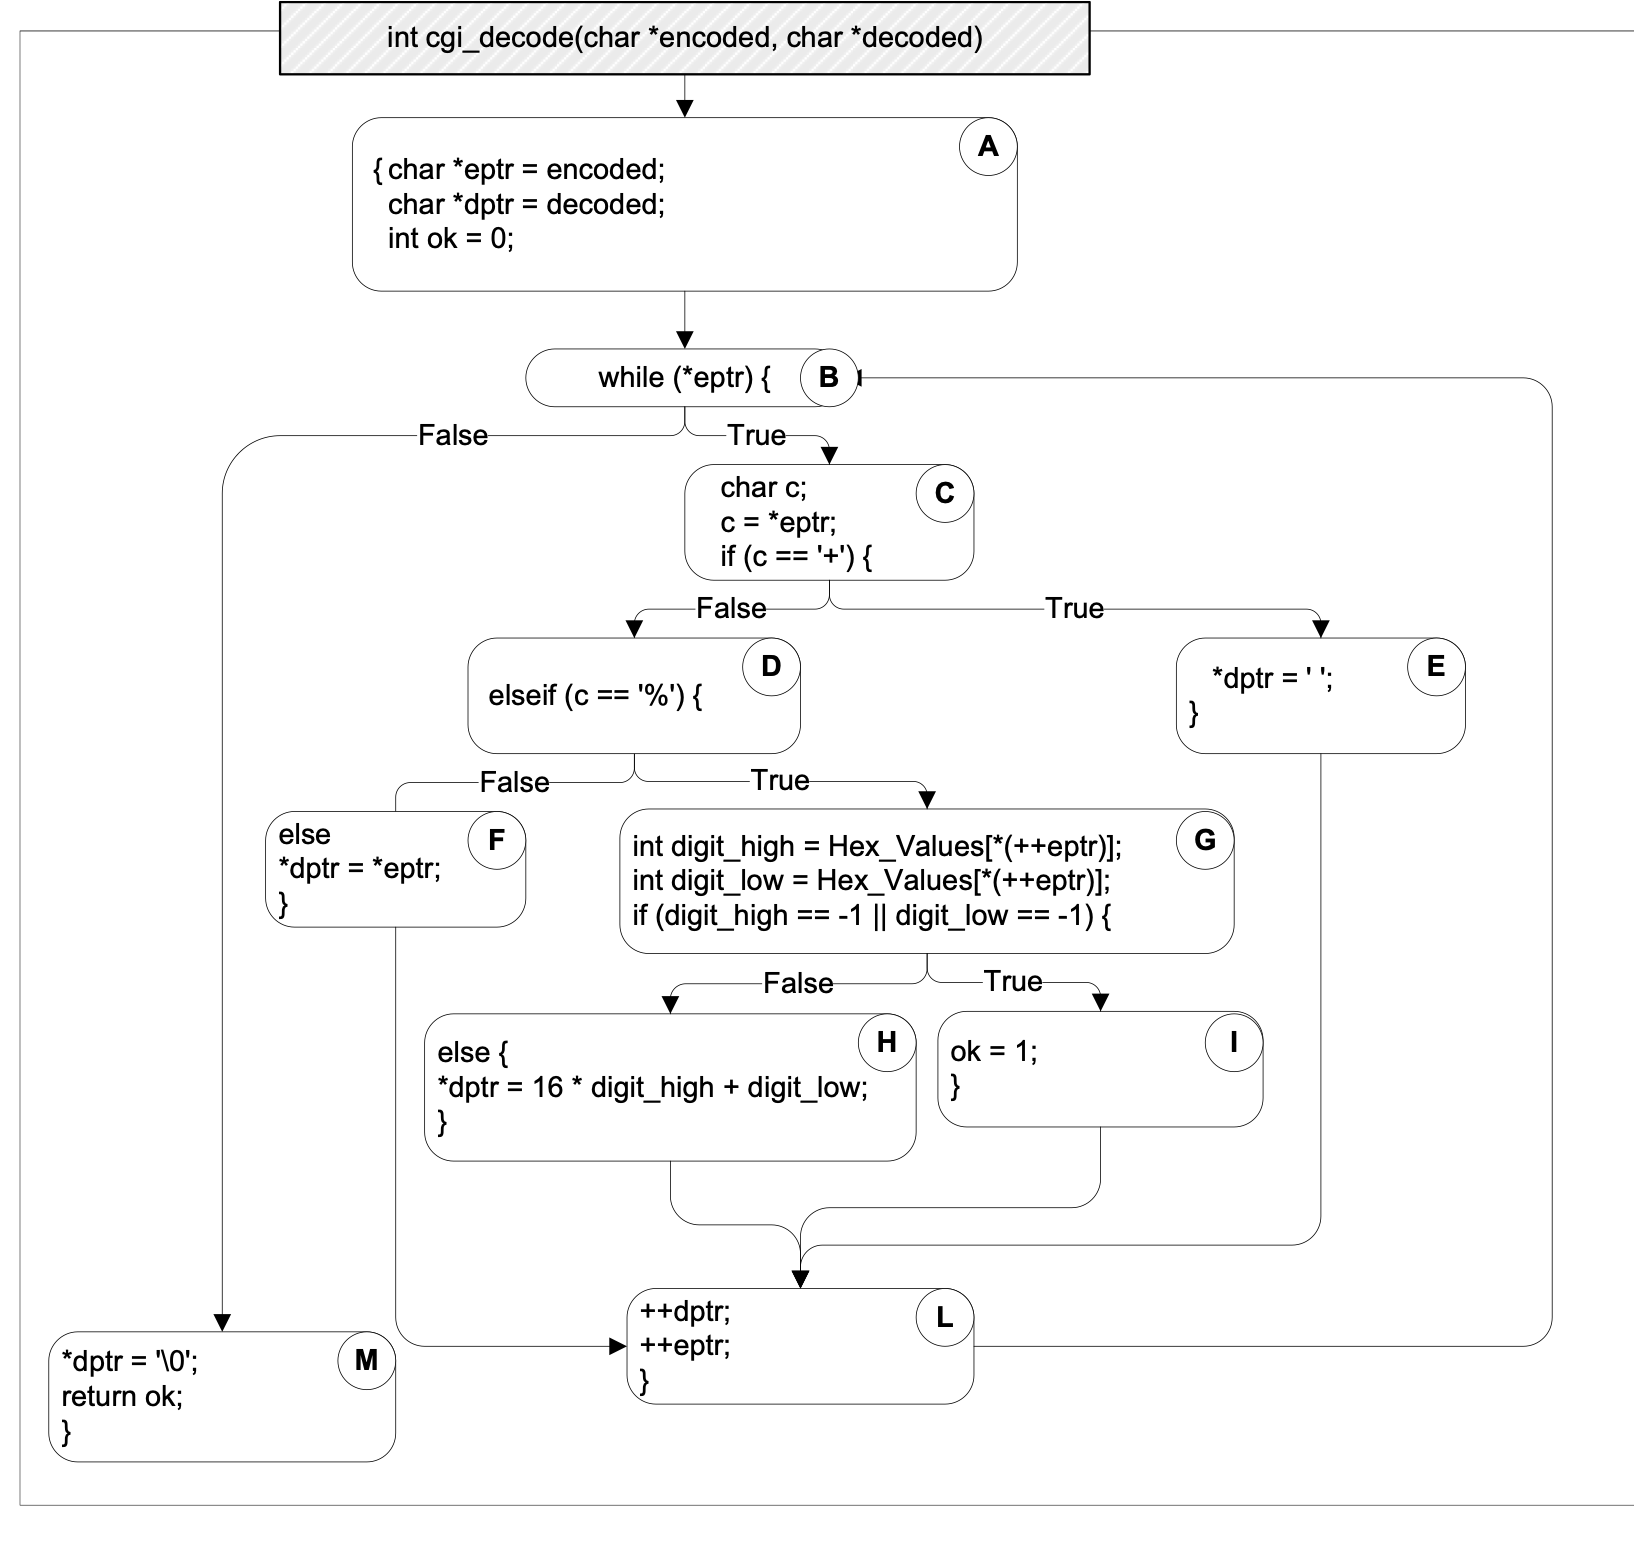 int cgi_decode(char *encoded, char *decoded)
A
{ char *eptr = encoded;
char *dptr = decoded;
int ok = 0;
while (*eptr) {
B
False
True
char c;
C
c = *eptr;
if (c == '+') {
False
True
D
elseif (c == '%') {
E
*dptr = ' ';
}
False
True
else
F
*dptr = *eptr;
}
G
int digit_high = Hex_Values[*(++eptr)];
int digit_low = Hex_Values[*(++eptr)];
if (digit_high == -1 || digit_low == -1) {
False
True
H
else {
*dptr = 16 * digit_high + digit_low;
}
I
ok = 1;
}
++dptr;
L
++eptr;
}
*dptr = '\0';
M
return ok;
}